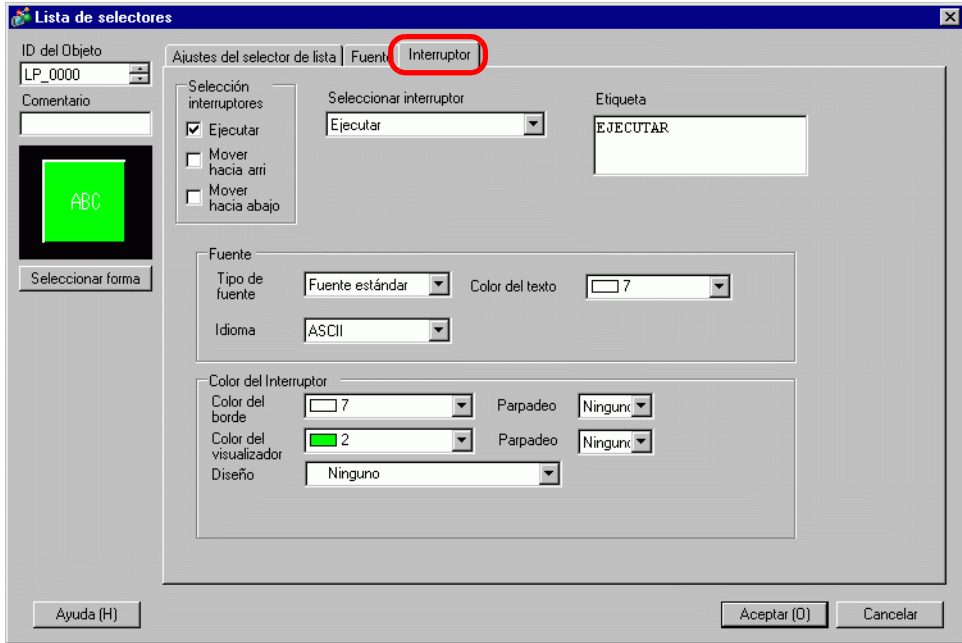 Lista de selectores
ID del Objeto
LP_0000
Comentario
ABC
Seleccionar forma
Ajustes del selector de lista
Fuente
Interruptor
Selección
interruptores
Ejecutar
Mover
hacia arri
Mover
hacia abajo
Seleccionar interruptor
Ejecutar
Etiqueta
EJECUTAR
Fuente
Tipo de
fuente
Fuente estándar
Color del texto
7
Idioma
ASCII
Color del Interruptor
Color del
borde
7
Parpadeo
Ninguno
Color del
visualizador
2
Parpadeo
Ninguno
Diseño
Ninguno
Ayuda (H)
Aceptar (O)
Cancelar